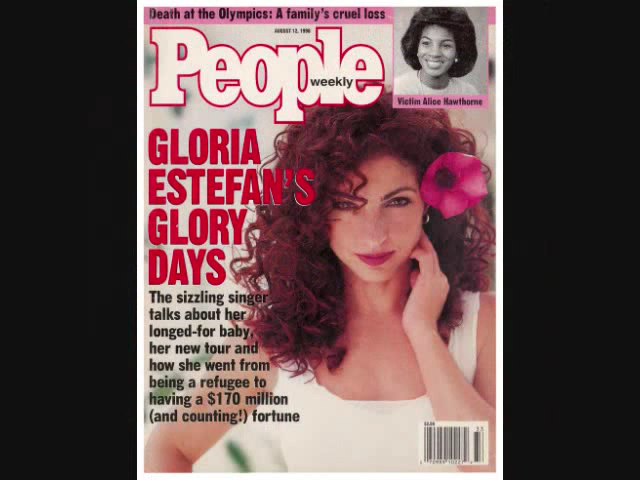 Death at the Olympics: A family's cruel loss
AUGUST 12, 1996
People
weekly
Victim Alice Hawthorne
GLORIA
ESTEFAN'S
GLORY
DAYS
The sizzling singer
talks about her
longed-for baby,
her new tour and
how she went from
being a refugee to
having a $170 million
(and counting!) fortune
33